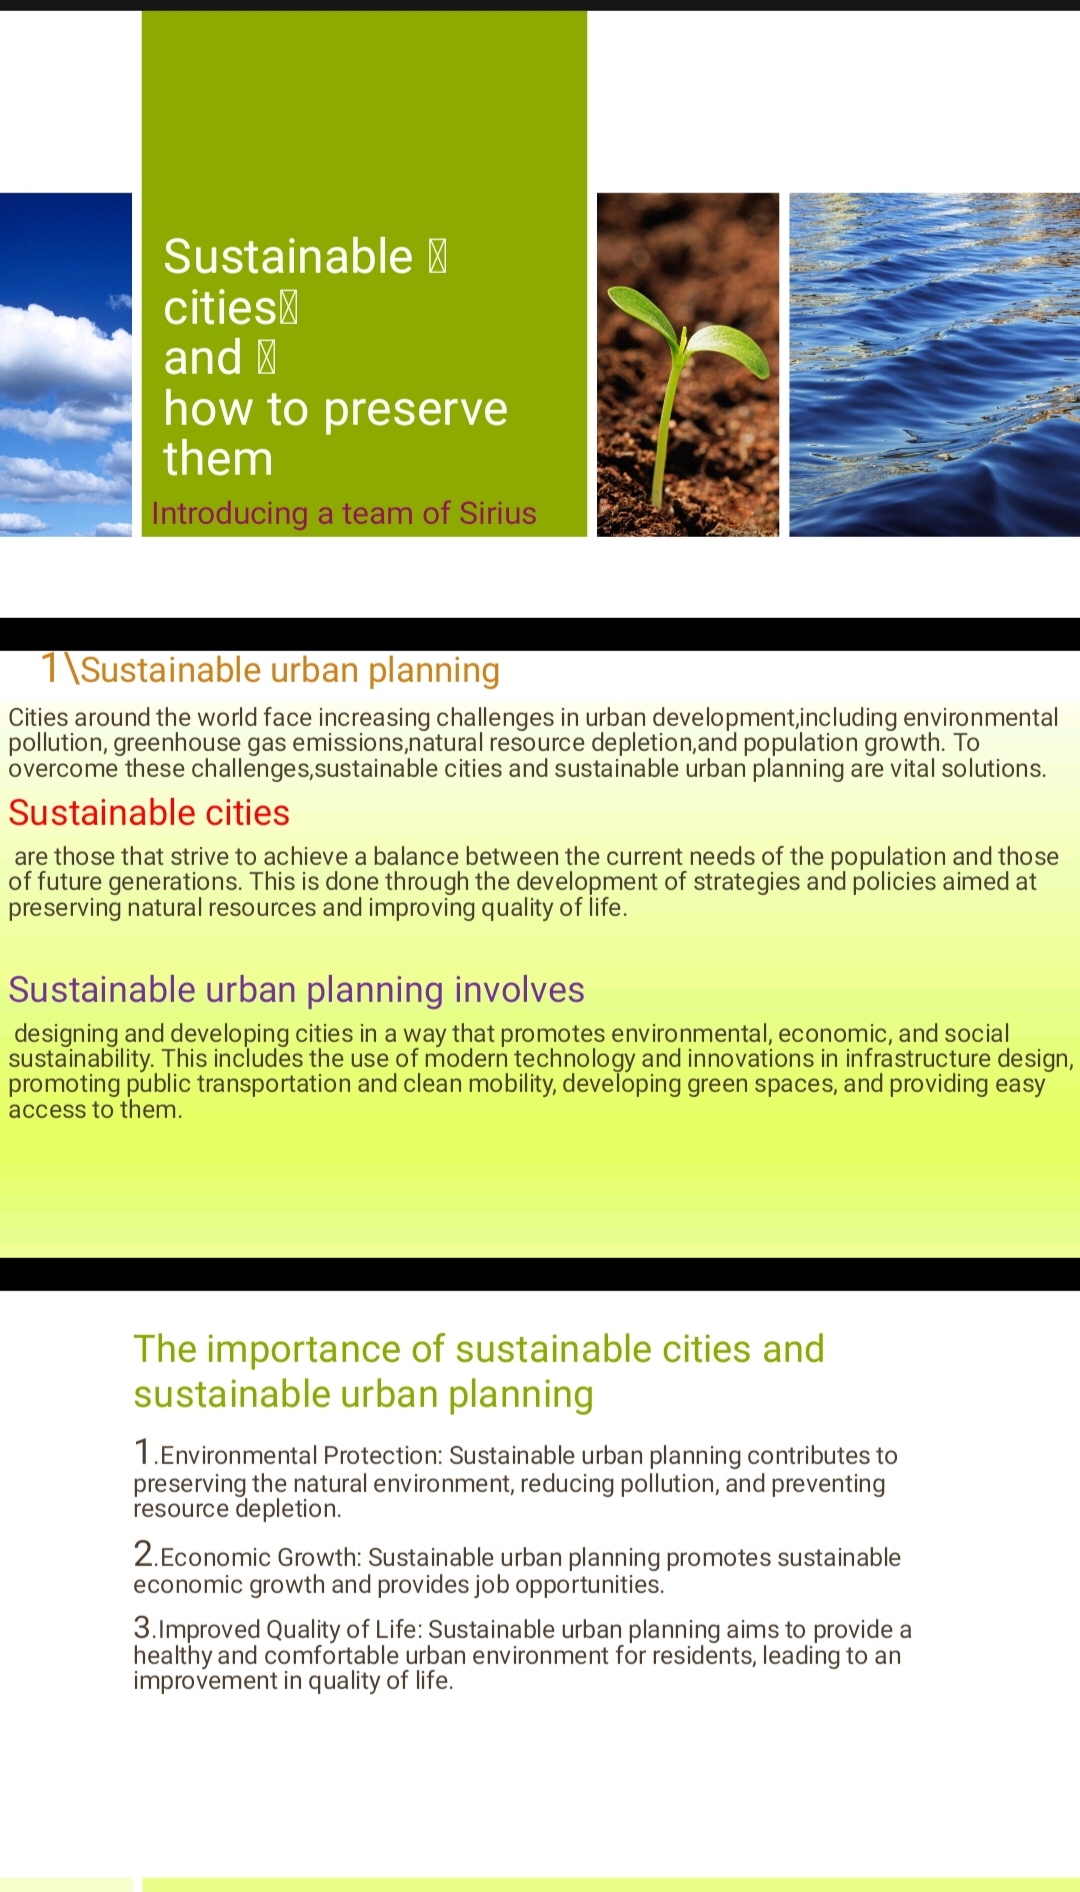 Sustainable
cities
and
how to preserve
them
Introducing a team of Sirius
1\Sustainable urban planning
Cities around the world face increasing challenges in urban development,including environmental
pollution, greenhouse gas emissions,natural resource depletion,and population growth. To
overcome these challenges,sustainable cities and sustainable urban planning are vital solutions.
Sustainable cities
are those that strive to achieve a balance between the current needs of the population and those
of future generations. This is done through the development of strategies and policies aimed at
preserving natural resources and improving quality of life.
Sustainable urban planning involves
designing and developing cities in a way that promotes environmental, economic, and social
sustainability. This includes the use of modern technology and innovations in infrastructure design,
promoting public transportation and clean mobility, developing green spaces, and providing easy
access to them.
The importance of sustainable cities and
sustainable urban planning
1.Environmental Protection: Sustainable urban planning contributes to
preserving the natural environment, reducing pollution, and preventing
resource depletion.
2.Economic Growth: Sustainable urban planning promotes sustainable
economic growth and provides job opportunities.
3.Improved Quality of Life: Sustainable urban planning aims to provide a
healthy and comfortable urban environment for residents, leading to an
improvement in quality of life.